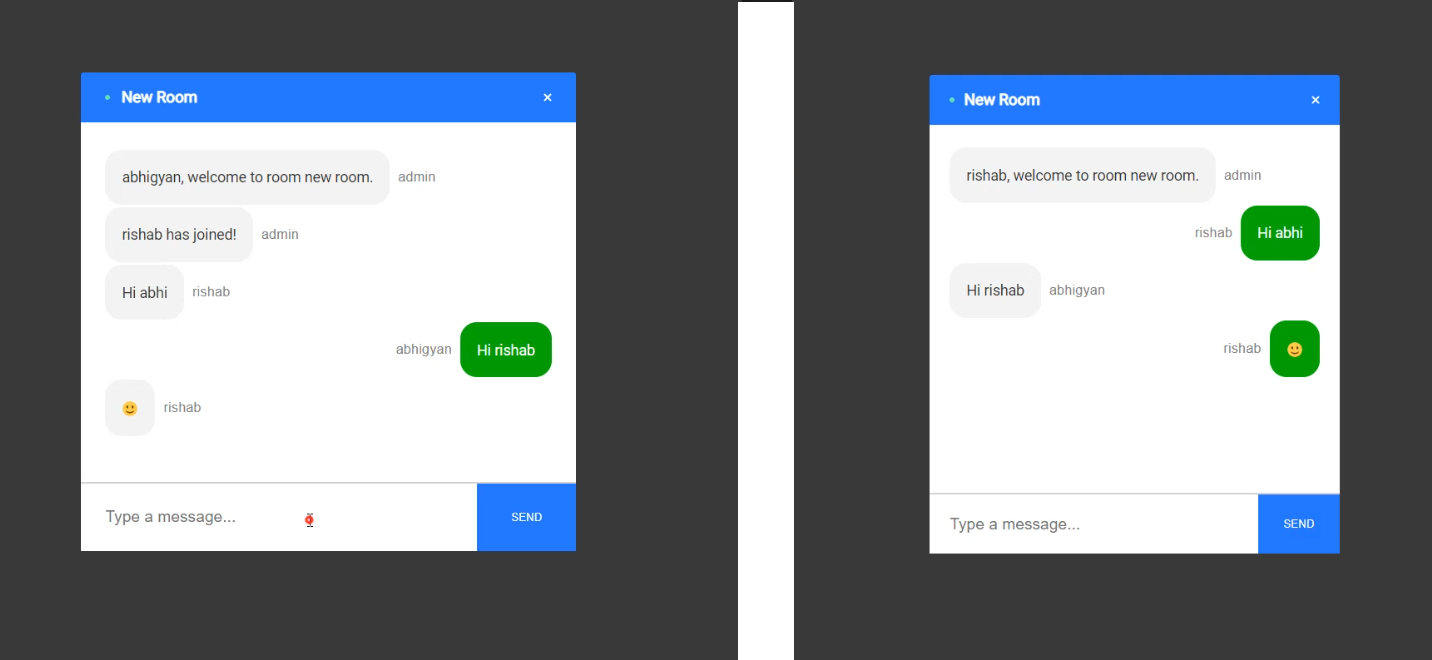 New Room ×
abhigyan, welcome to room new room. admin
rishab has joined! admin
Hi abhi rishab
abhigyan Hi rishab
🙂 rishab
Type a message... SEND
New Room ×
rishab, welcome to room new room. admin
rishab Hi abhi
Hi rishab abhigyan
rishab 🙂
Type a message... SEND